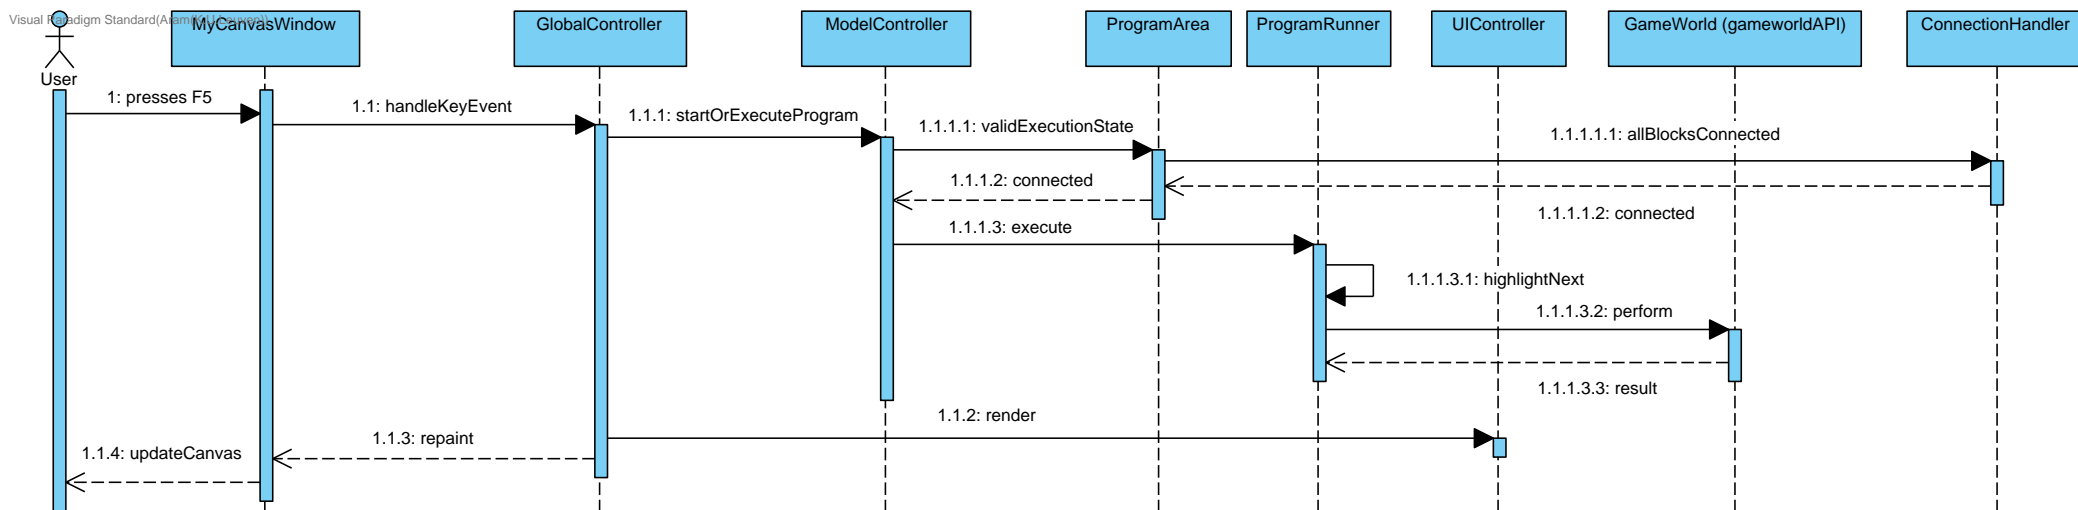 Visual Paradigm Standard(Aram(K.U.Leuven))
User
MyCanvasWindow
GlobalController
ModelController
ProgramArea
ProgramRunner
UIController
GameWorld (gameworldAPI)
ConnectionHandler
1: presses F5
1.1: handleKeyEvent
1.1.1: startOrExecuteProgram
1.1.1.1: validExecutionState
1.1.1.1.1: allBlocksConnected
1.1.1.2: connected
1.1.1.1.2: connected
1.1.1.3: execute
1.1.1.3.1: highlightNext
1.1.1.3.2: perform
1.1.1.3.3: result
1.1.2: render
1.1.3: repaint
1.1.4: updateCanvas